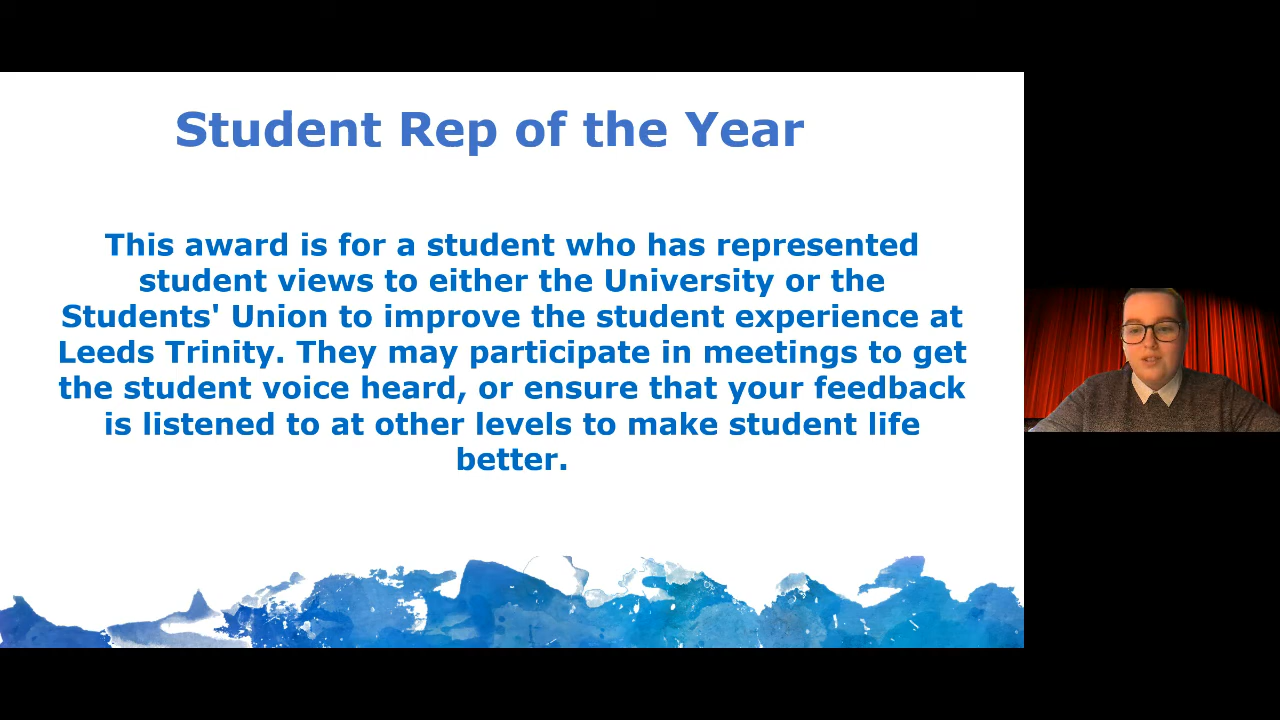 Student Rep of the Year
This award is for a student who has represented
student views to either the University or the
Students' Union to improve the student experience at
Leeds Trinity. They may participate in meetings to get
the student voice heard, or ensure that your feedback
is listened to at other levels to make student life
better.